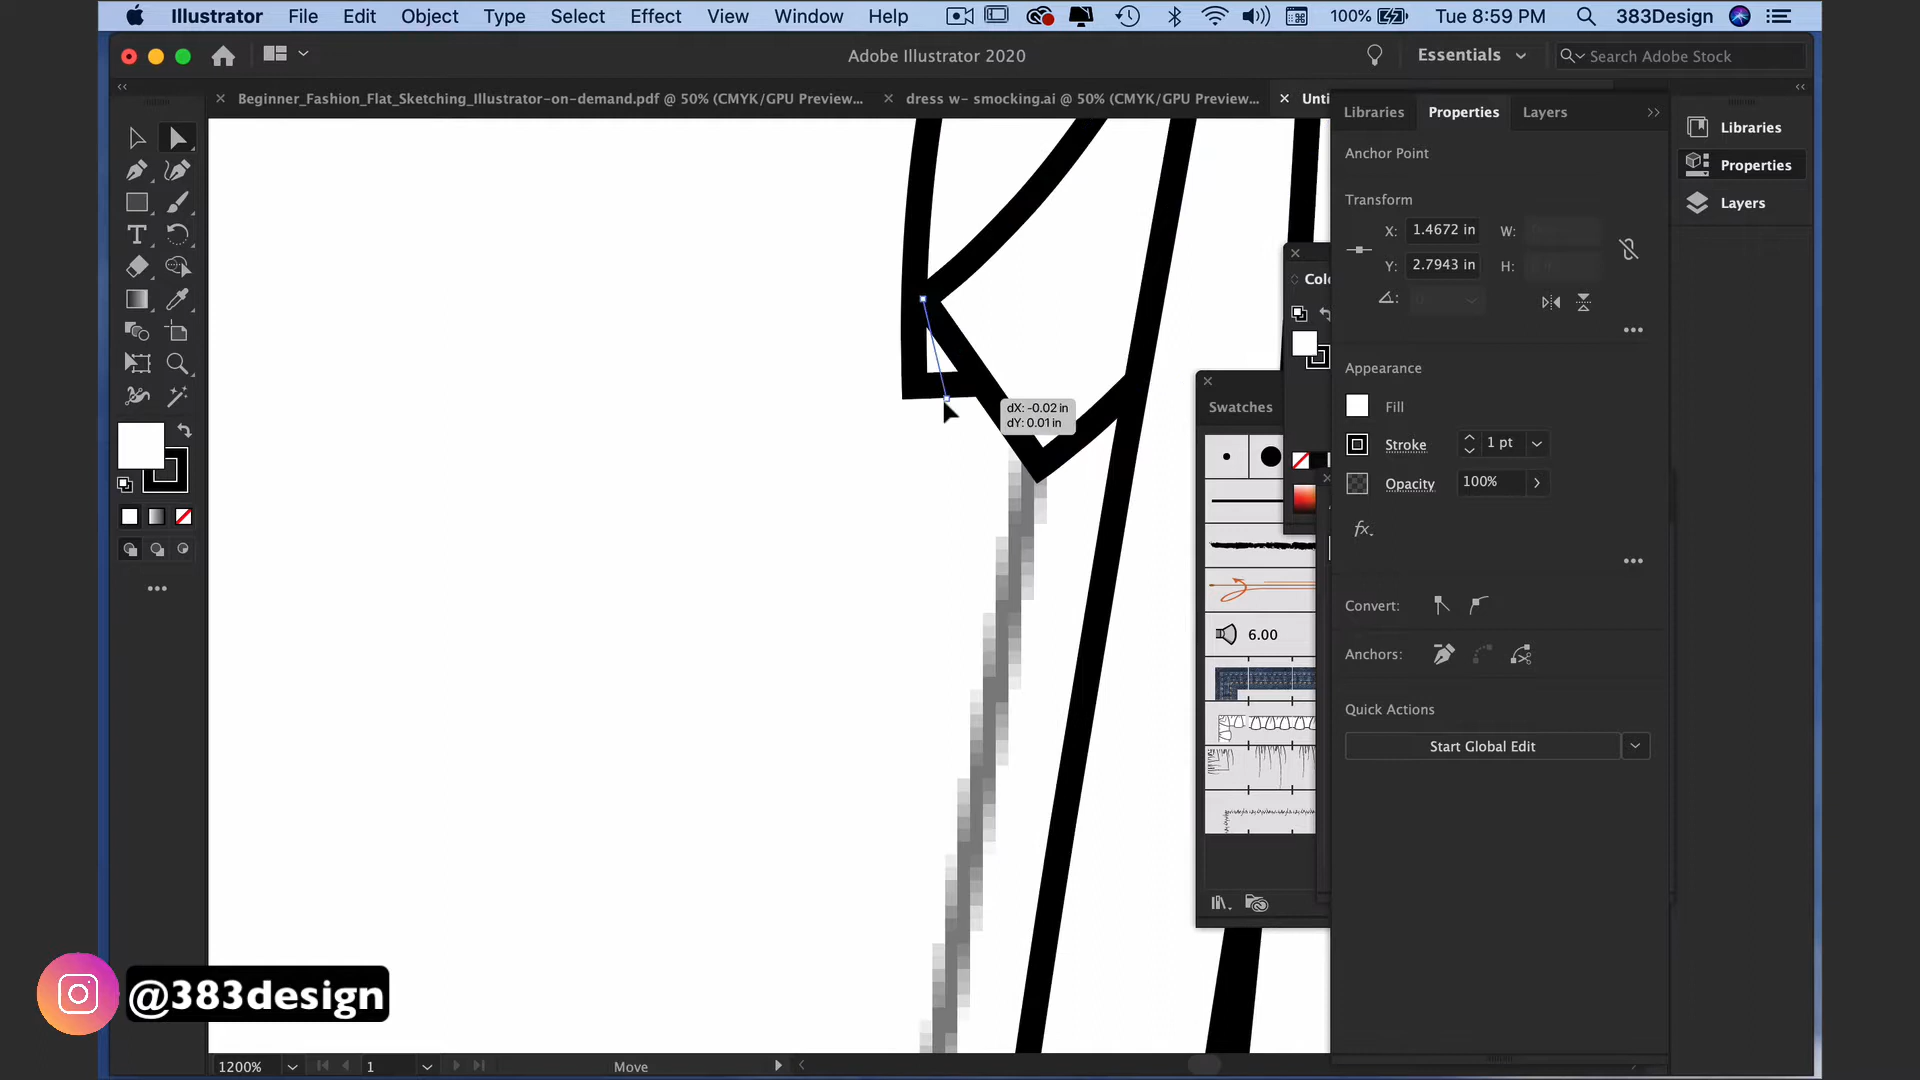 Illustrator File Edit Object Type Select Effect View Window Help 100% Tue 8:59 PM 383Design
Adobe Illustrator 2020 Essentials Search Adobe Stock
Beginner_Fashion_Flat_Sketching_Illustrator-on-demand.pdf @ 50% (CMYK/GPU Preview... dress w- smocking.ai @ 50% (CMYK/GPU Preview... Unti
Libraries Properties Layers
Libraries
Properties
Layers
Anchor Point
Transform
X: 1.4672 in W:
Y: 2.7943 in H:
Colo
Appearance
Fill
Stroke 1 pt
Opacity 100%
fx.
Swatches
dX: -0.02 in
dY: 0.01 in
6.00
Convert:
Anchors:
Quick Actions
Start Global Edit
@383design
1200% 1 Move